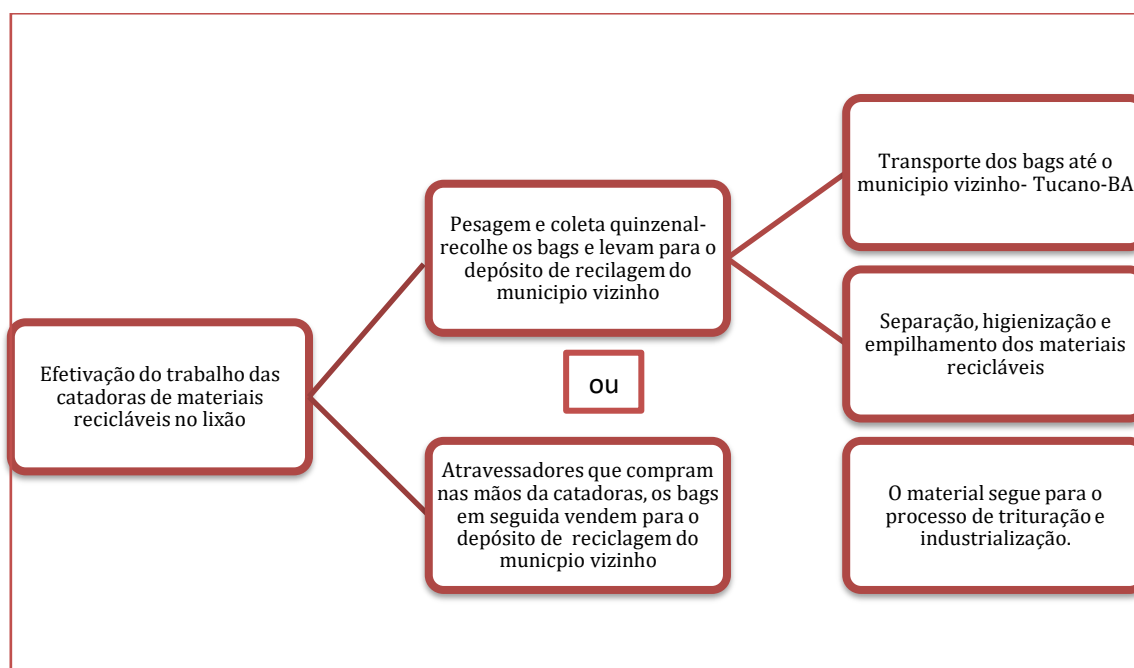 Efetivação do trabalho das
catadoras de materiais
recicláveis no lixão
Pesagem e coleta quinzenal-
recolhe os bags e levam para o
depósito de recilagem do
municipio vizinho
ou
Atravessadores que compram
nas mãos da catadoras, os bags
em seguida vendem para o
depósito de reciclagem do
municpio vizinho
Transporte dos bags até o
municipio vizinho- Tucano-BA
Separação, higienização e
empilhamento dos materiais
recicláveis
O material segue para o
processo de trituração e
industrialização.